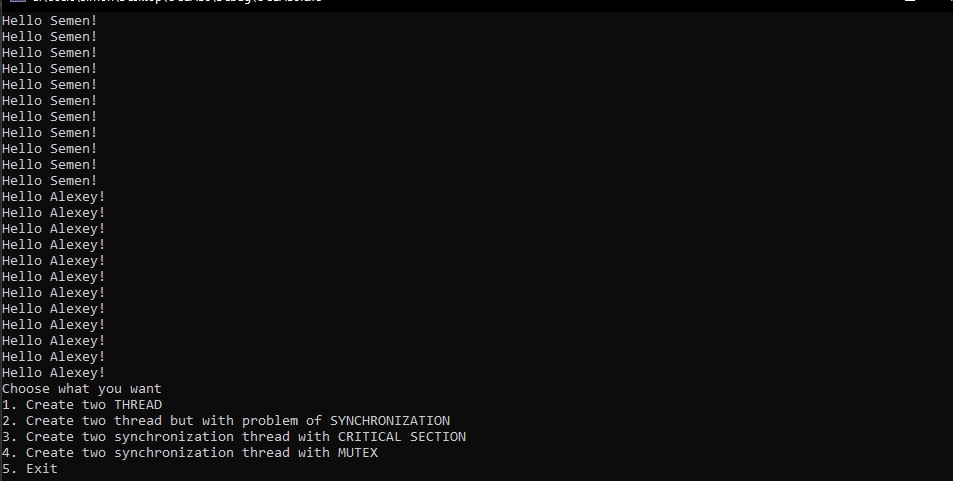 Hello Semen!
Hello Semen!
Hello Semen!
Hello Semen!
Hello Semen!
Hello Semen!
Hello Semen!
Hello Semen!
Hello Semen!
Hello Semen!
Hello Semen!
Hello Alexey!
Hello Alexey!
Hello Alexey!
Hello Alexey!
Hello Alexey!
Hello Alexey!
Hello Alexey!
Hello Alexey!
Hello Alexey!
Hello Alexey!
Hello Alexey!
Hello Alexey!
Choose what you want
1. Create two THREAD
2. Create two thread but with problem of SYNCHRONIZATION
3. Create two synchronization thread with CRITICAL SECTION
4. Create two synchronization thread with MUTEX
5. Exit